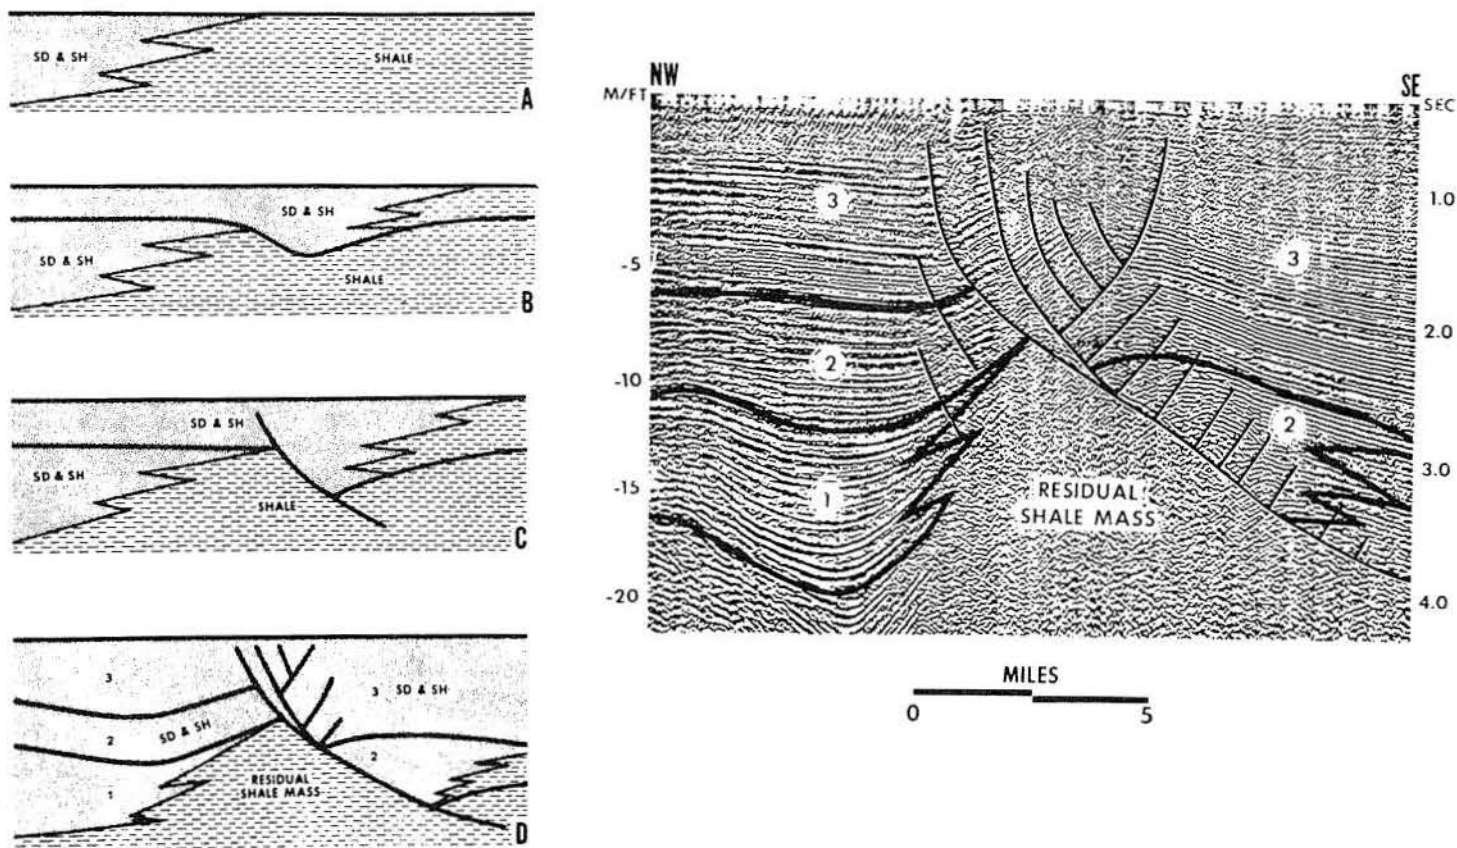 SD & SH
SHALE
A
SD & SH
SD & SH
SHALE
B
SD & SH
SD & SH
SHALE
C
3
3 SD & SH
2
SD & SH
2
1
RESIDUAL
SHALE MASS
D
NW
SE
M/FT
SEC
3
1.0
-5
3
2.0
2
-10
2
3.0
-15
1
RESIDUAL
SHALE MASS
-20
4.0
MILES
0
5